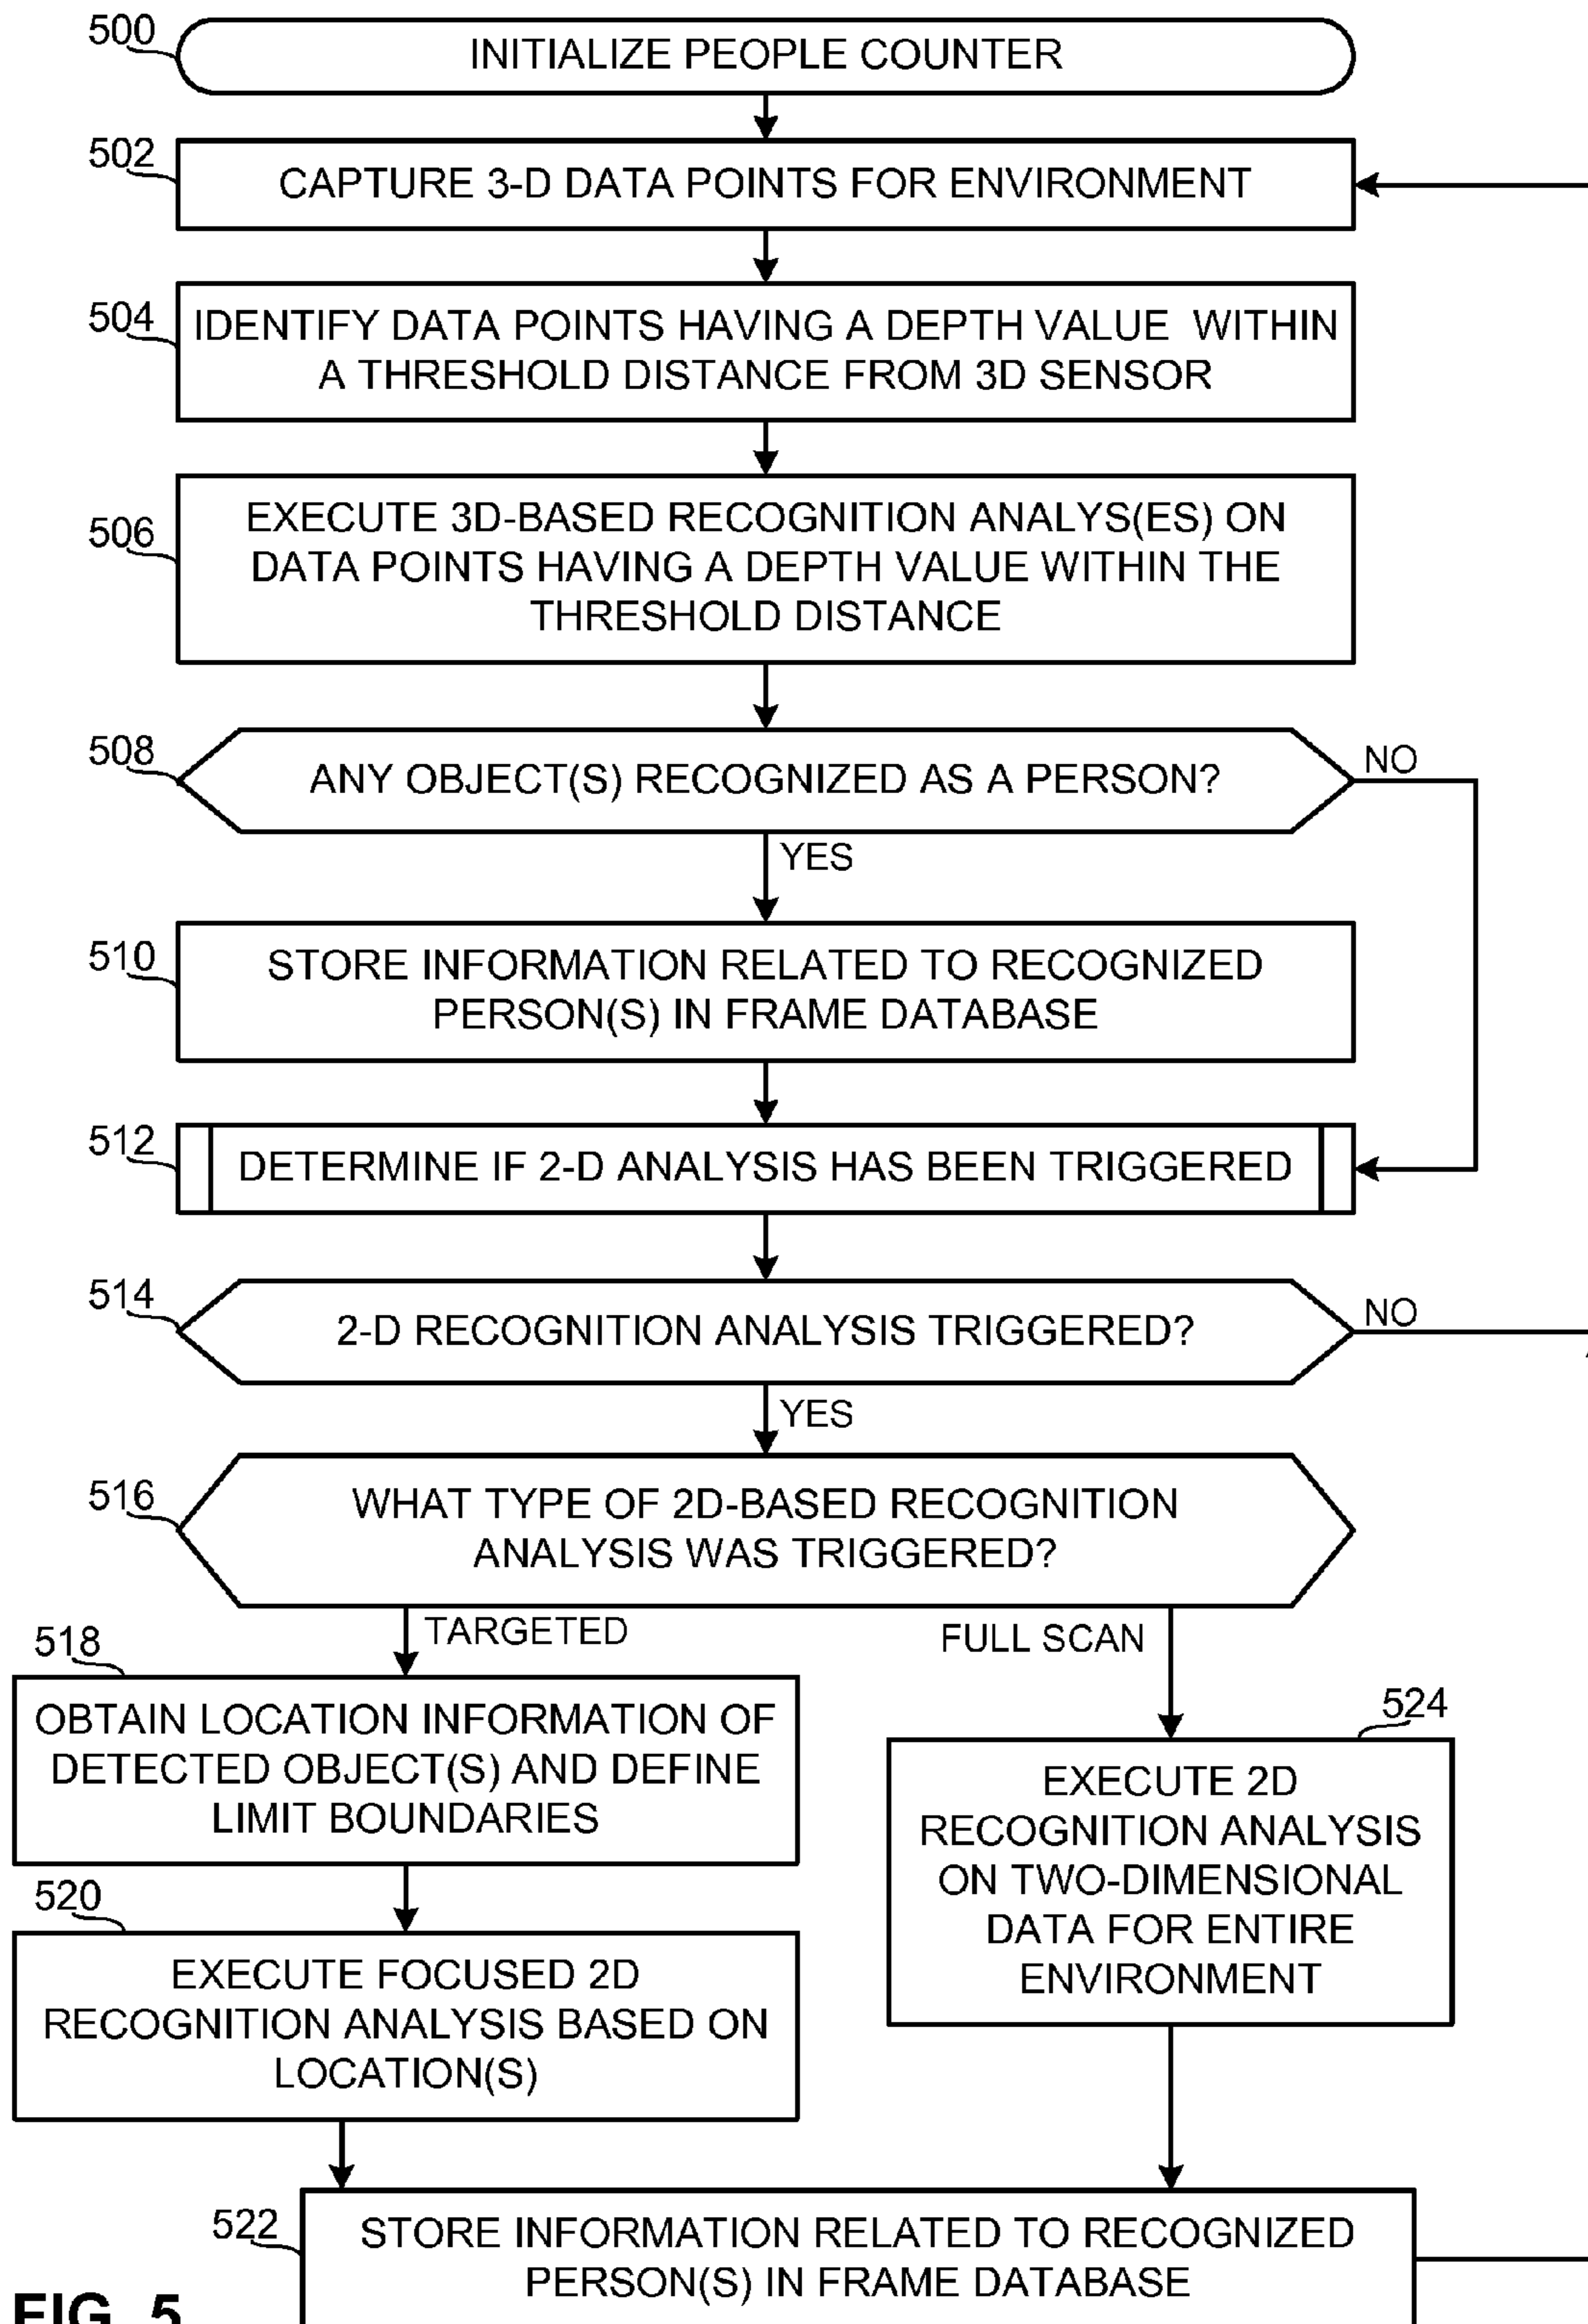 500
INITIALIZE PEOPLE COUNTER
502
CAPTURE 3-D DATA POINTS FOR ENVIRONMENT
504
IDENTIFY DATA POINTS HAVING A DEPTH VALUE WITHIN
A THRESHOLD DISTANCE FROM 3D SENSOR
506
EXECUTE 3D-BASED RECOGNITION ANALYS(ES) ON
DATA POINTS HAVING A DEPTH VALUE WITHIN THE
THRESHOLD DISTANCE
508
ANY OBJECT(S) RECOGNIZED AS A PERSON?
NO
YES
510
STORE INFORMATION RELATED TO RECOGNIZED
PERSON(S) IN FRAME DATABASE
512
DETERMINE IF 2-D ANALYSIS HAS BEEN TRIGGERED
514
2-D RECOGNITION ANALYSIS TRIGGERED?
NO
YES
516
WHAT TYPE OF 2D-BASED RECOGNITION
ANALYSIS WAS TRIGGERED?
TARGETED
FULL SCAN
518
OBTAIN LOCATION INFORMATION OF
DETECTED OBJECT(S) AND DEFINE
LIMIT BOUNDARIES
520
EXECUTE FOCUSED 2D
RECOGNITION ANALYSIS BASED ON
LOCATION(S)
524
EXECUTE 2D
RECOGNITION ANALYSIS
ON TWO-DIMENSIONAL
DATA FOR ENTIRE
ENVIRONMENT
522
STORE INFORMATION RELATED TO RECOGNIZED
PERSON(S) IN FRAME DATABASE
FIG. 5